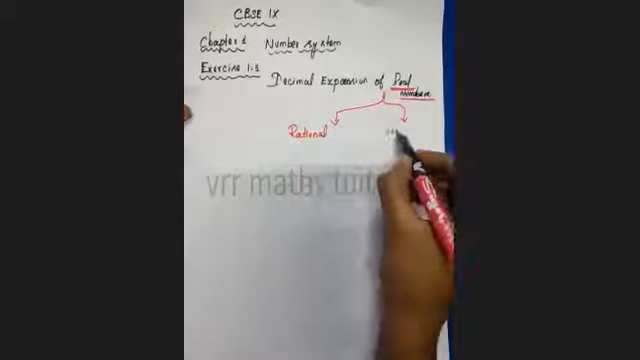 CBSE IX
Chapter 1 Number system
Exercise 1.3
Decimal Expansion of Real
Numbers
Rational
vrr maths tuit